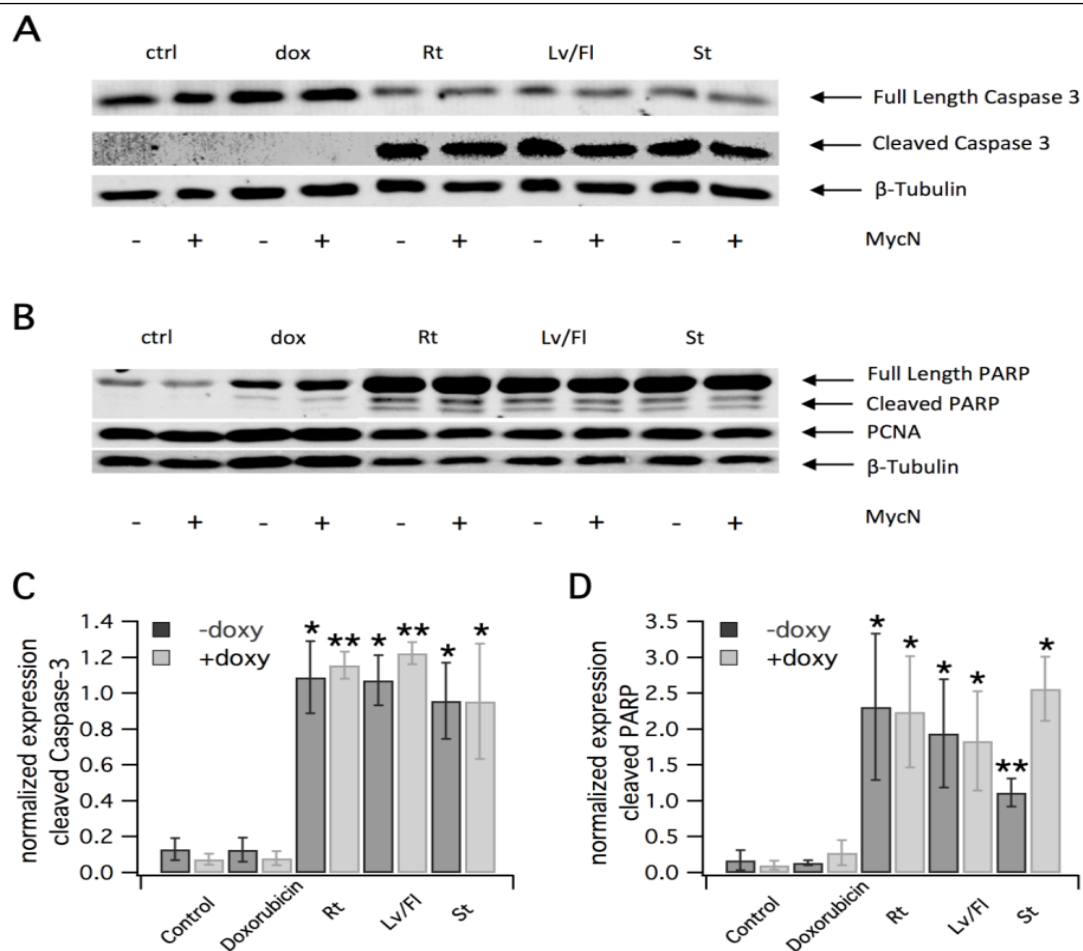 A
ctrl dox Rt Lv/Fl St
Full Length Caspase 3
Cleaved Caspase 3
β-Tubulin
- + - + - + - + - + MycN
B
ctrl dox Rt Lv/Fl St
Full Length PARP
Cleaved PARP
PCNA
β-Tubulin
- + - + - + - + - + MycN
C
normalized expression
cleaved Caspase-3
1.4
1.2
1.0
0.8
0.6
0.4
0.2
0.0
-doxy
+doxy
* ** * ** * *
Control Doxorubicin Rt Lv/Fl St
D
normalized expression
cleaved PARP
3.5
3.0
2.5
2.0
1.5
1.0
0.5
0.0
-doxy
+doxy
* * * * ** *
Control Doxorubicin Rt Lv/Fl St